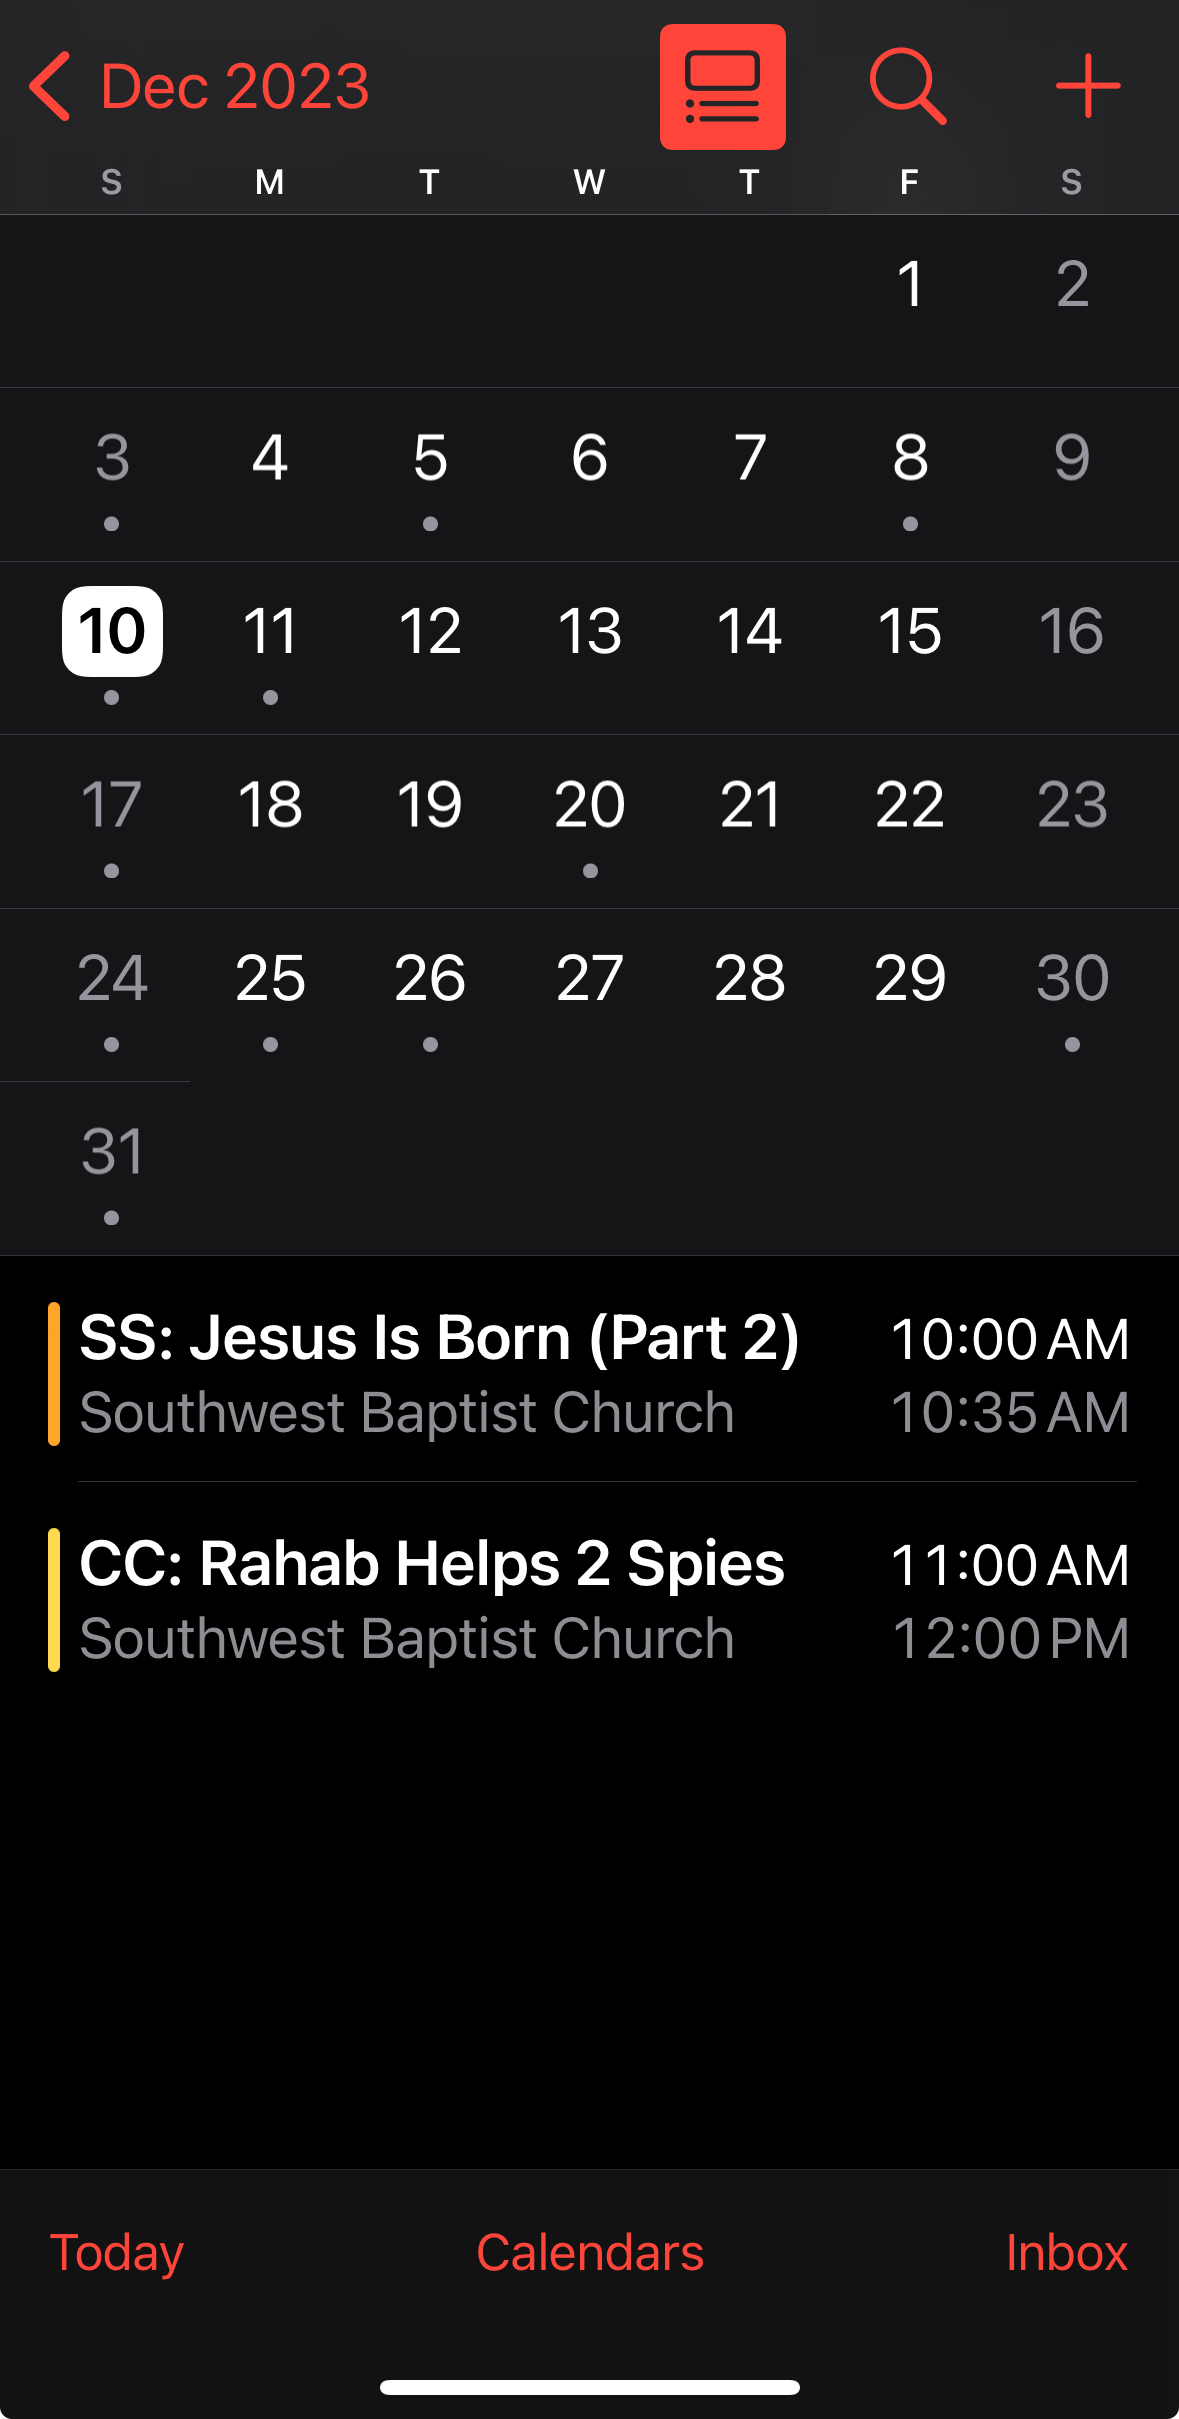 Dec 2023
S M T W T F S
1 2
3 4 5 6 7 8 9
10 11 12 13 14 15 16
17 18 19 20 21 22 23
24 25 26 27 28 29 30
31
SS: Jesus Is Born (Part 2) 10:00 AM
Southwest Baptist Church 10:35 AM
CC: Rahab Helps 2 Spies 11:00 AM
Southwest Baptist Church 12:00 PM
Today Calendars Inbox